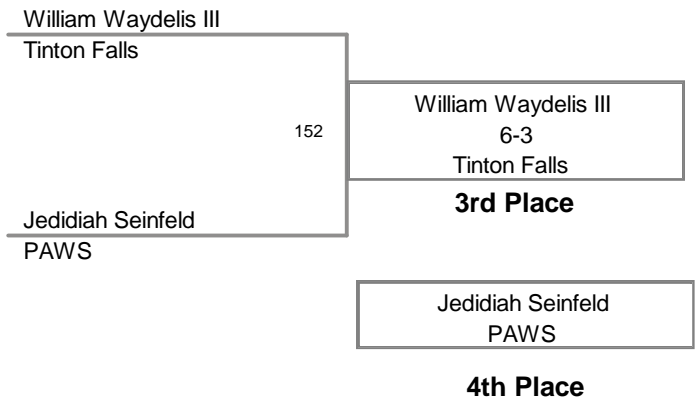 William Waydelis III
Tinton Falls
152
William Waydelis III
6-3
Tinton Falls
3rd Place
Jedidiah Seinfeld
PAWS
Jedidiah Seinfeld
PAWS
4th Place